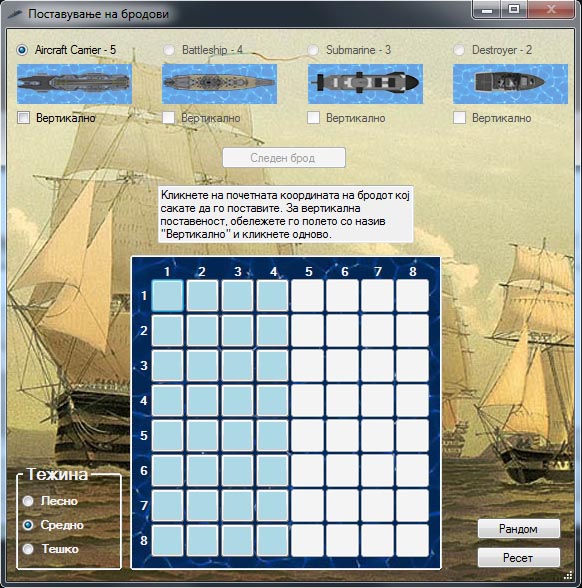 Поставување на бродови
Aircraft Carrier - 5 Battleship - 4 Submarine - 3 Destroyer - 2
Вертикално Вертикално Вертикално Вертикално
Следен брод
Кликнете на почетната координата на бродот кој
сакате да го поставите. За вертикална
поставеност, обележете го полето со назив
"Вертикално" и кликнете одново.
1 2 3 4 5 6 7 8
1
2
3
4
5
6
7
8
Тежина
Лесно
Средно
Тешко
Рандом
Ресет